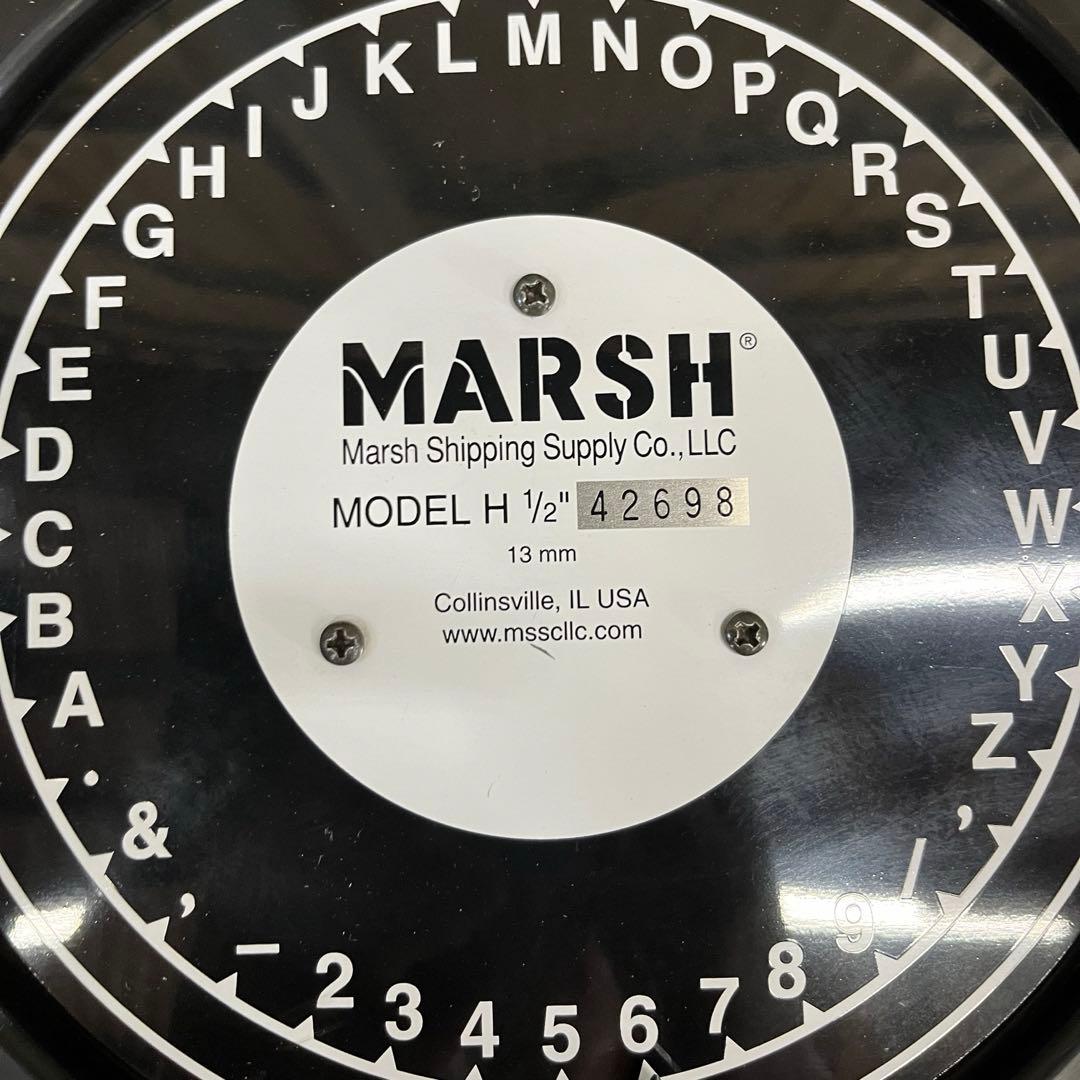 A B C D E F G H I J K L M N O P Q R S T U V W X Y Z , / 9 8 7 6 5 4 3 2 – , & .
MARSH®
Marsh Shipping Supply Co., LLC
MODEL H ½" 42698
13 mm
Collinsville, IL USA
www.msscllc.com